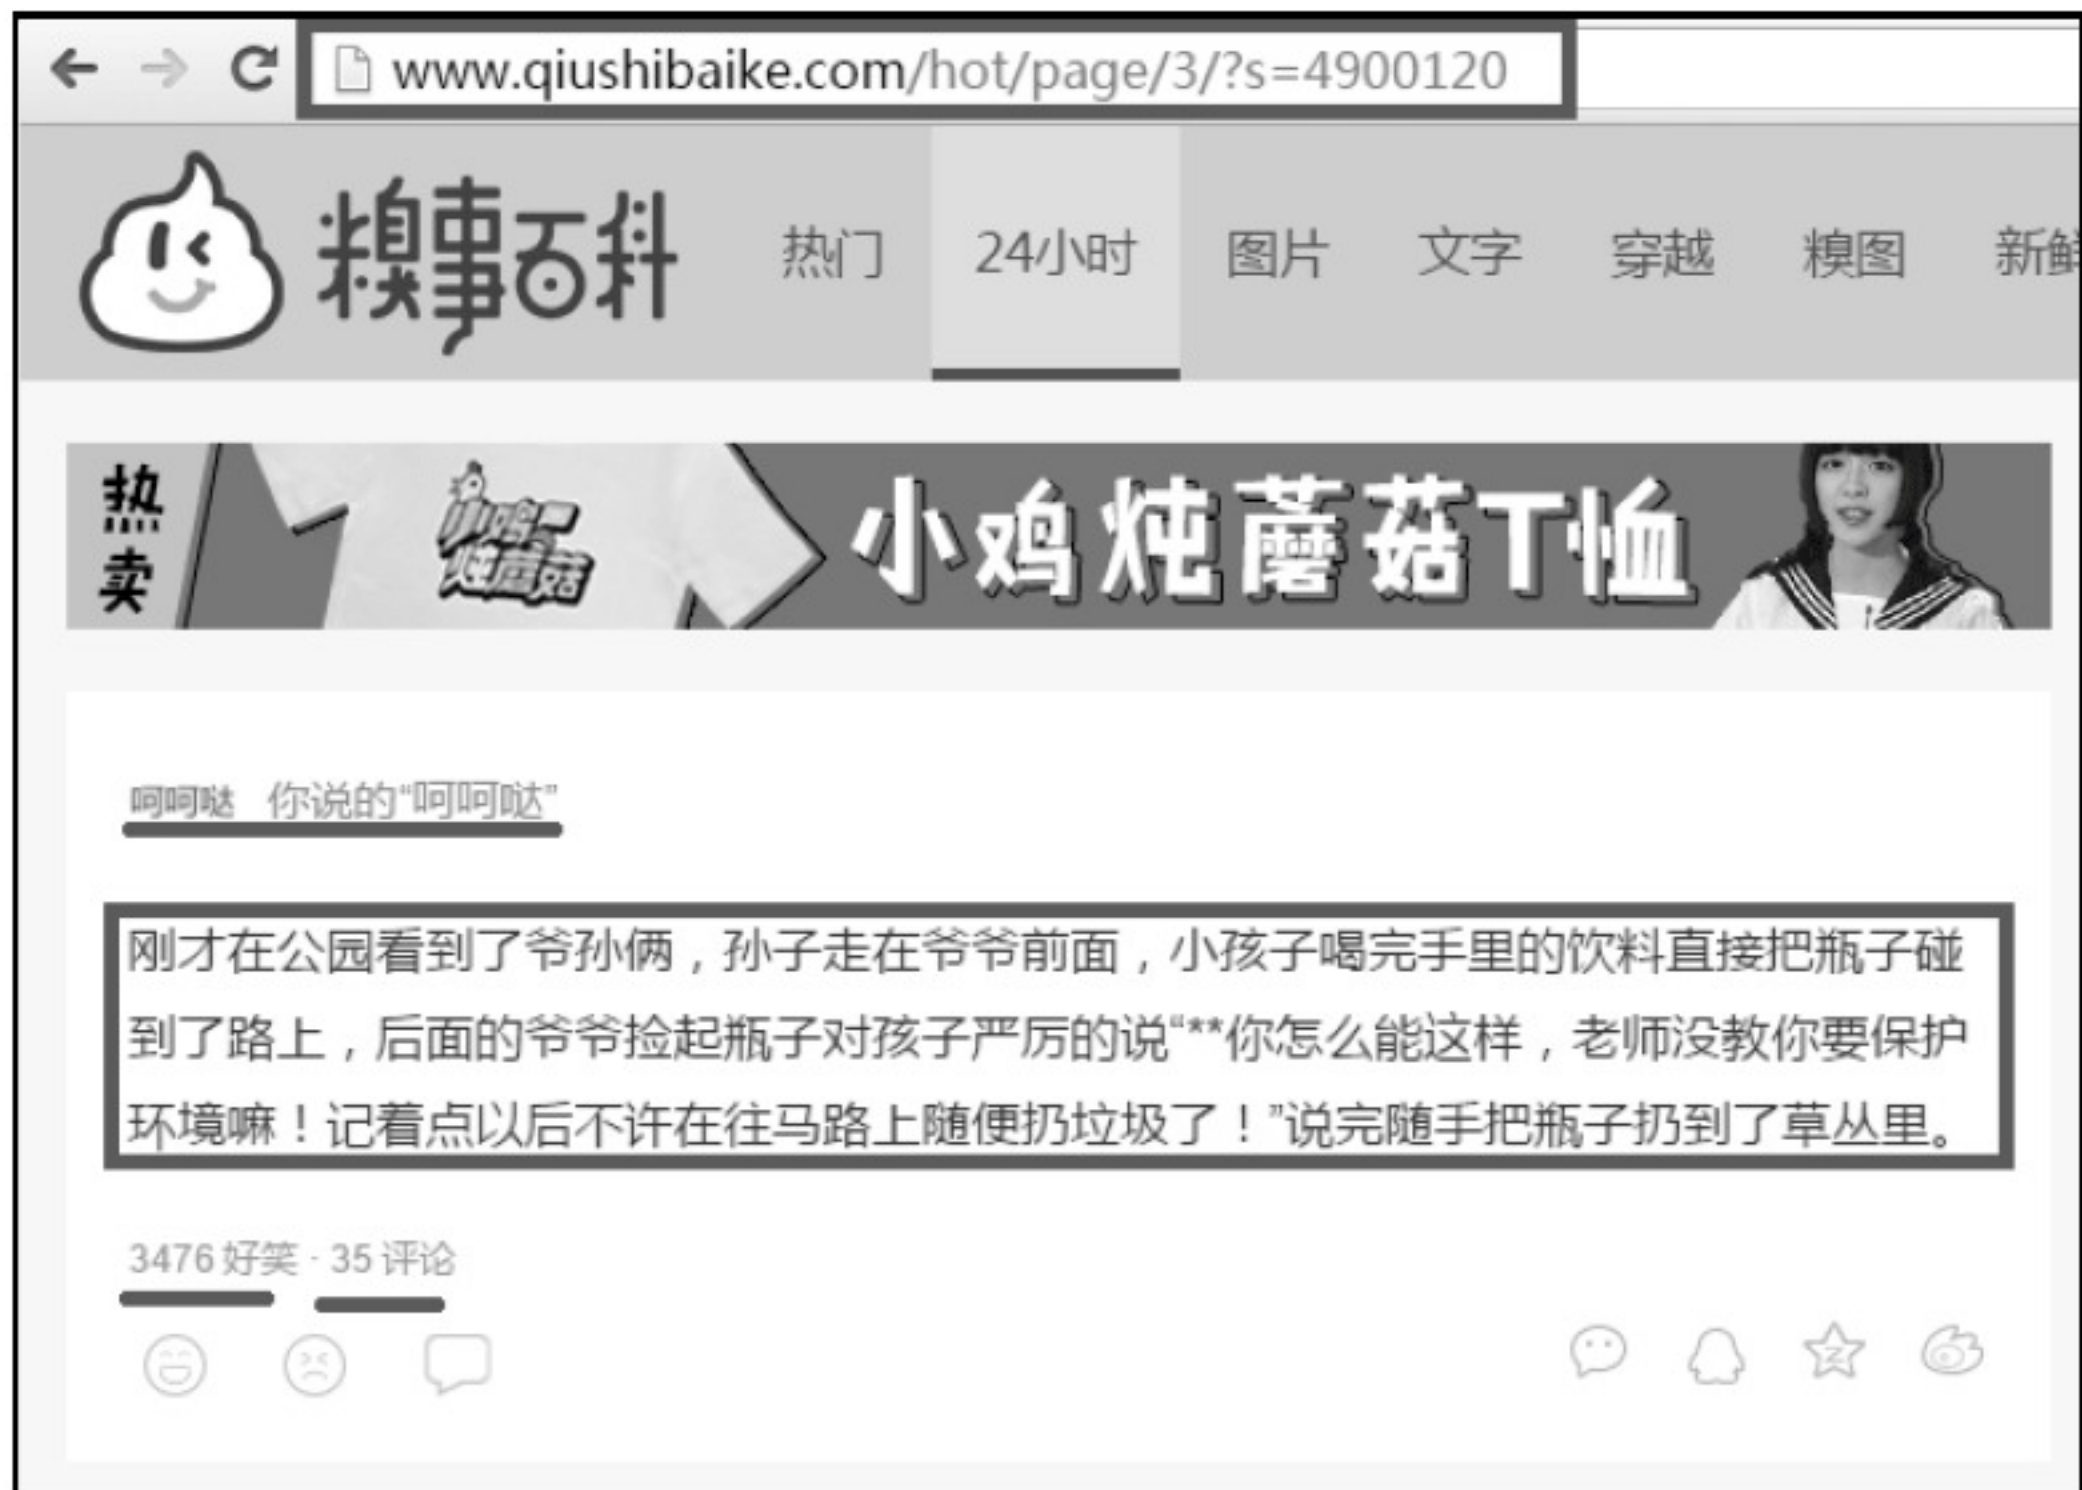 www.qiushibaike.com/hot/page/3/?s=4900120
糗事百科 热门 24小时 图片 文字 穿越 糗图 新鲜
热卖 小鸡炖蘑菇 小鸡炖蘑菇T恤
呵呵哒 你说的“呵呵哒”
刚才在公园看到了爷孙俩，孙子走在爷爷前面，小孩子喝完手里的饮料直接把瓶子碰
到了路上，后面的爷爷捡起瓶子对孩子严厉的说“**你怎么能这样，老师没教你要保护
环境嘛！记着点以后不许在往马路上随便扔垃圾了！”说完随手把瓶子扔到了草丛里。
3476 好笑 · 35 评论